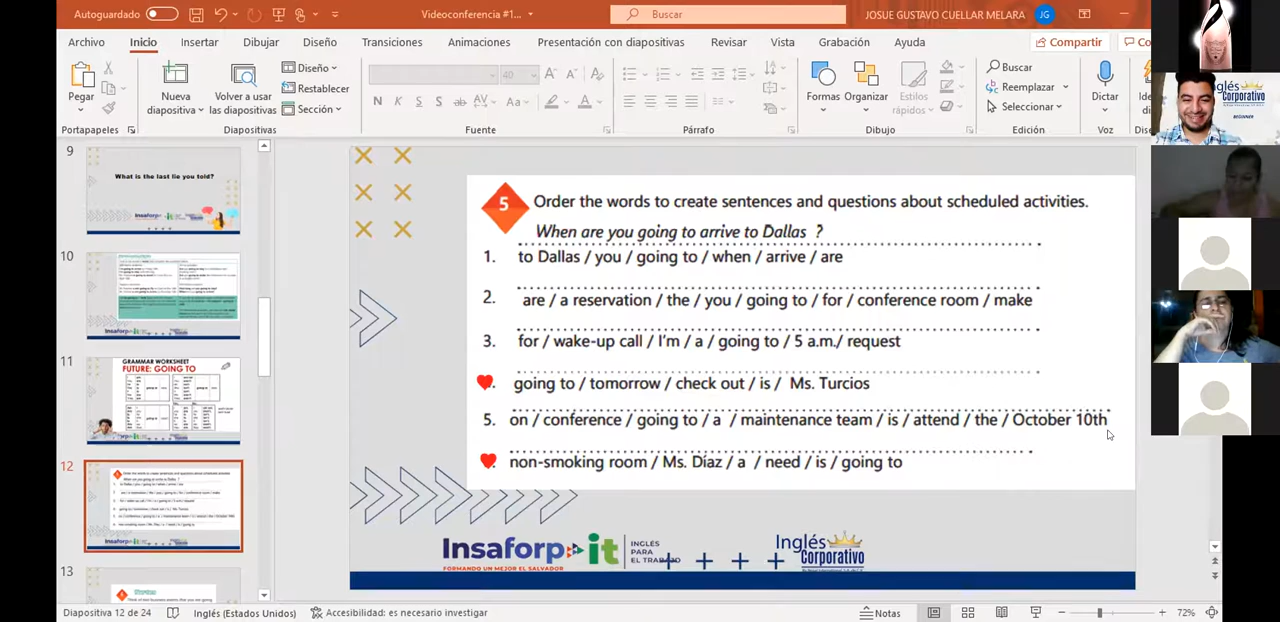 Autoguardado
Videoconferencia #1...
Buscar
JOSUE GUSTAVO CUELLAR MELARA
JG
Archivo Inicio Insertar Dibujar Diseño Transiciones Animaciones Presentación con diapositivas Revisar Vista Grabación Ayuda
Compartir
Co
Pegar
Nueva diapositiva
Volver a usar las diapositivas
Diseño
Restablecer
Sección
N K S S ab AV Aa A
Formas
Organizar
Estilos rápidos
Buscar
Reemplazar
Seleccionar
Dictar
Portapapeles Diapositivas Fuente Párrafo Dibujo Edición Voz
Inglés Corporativo
BEGINNER
9
What is the last lie you told?
10
11
GRAMMAR WORKSHEET
FUTURE: GOING TO
12
13
5 Order the words to create sentences and questions about scheduled activities.
When are you going to arrive to Dallas ?
1. to Dallas / you / going to / when / arrive / are
2. are / a reservation / the / you / going to / for / conference room / make
3. for / wake-up call / I'm / a / going to / 5 a.m./ request
going to / tomorrow / check out / is / Ms. Turcios
5. on / conference / going to / a / maintenance team / is / attend / the / October 10th
non-smoking room / Ms. Díaz / a / need / is / going to
Insaforp it
INGLÉS PARA EL TRABAJO
FORMANDO UN MEJOR EL SALVADOR
Inglés Corporativo
Diapositiva 12 de 24 Inglés (Estados Unidos) Accesibilidad: es necesario investigar Notas 72%